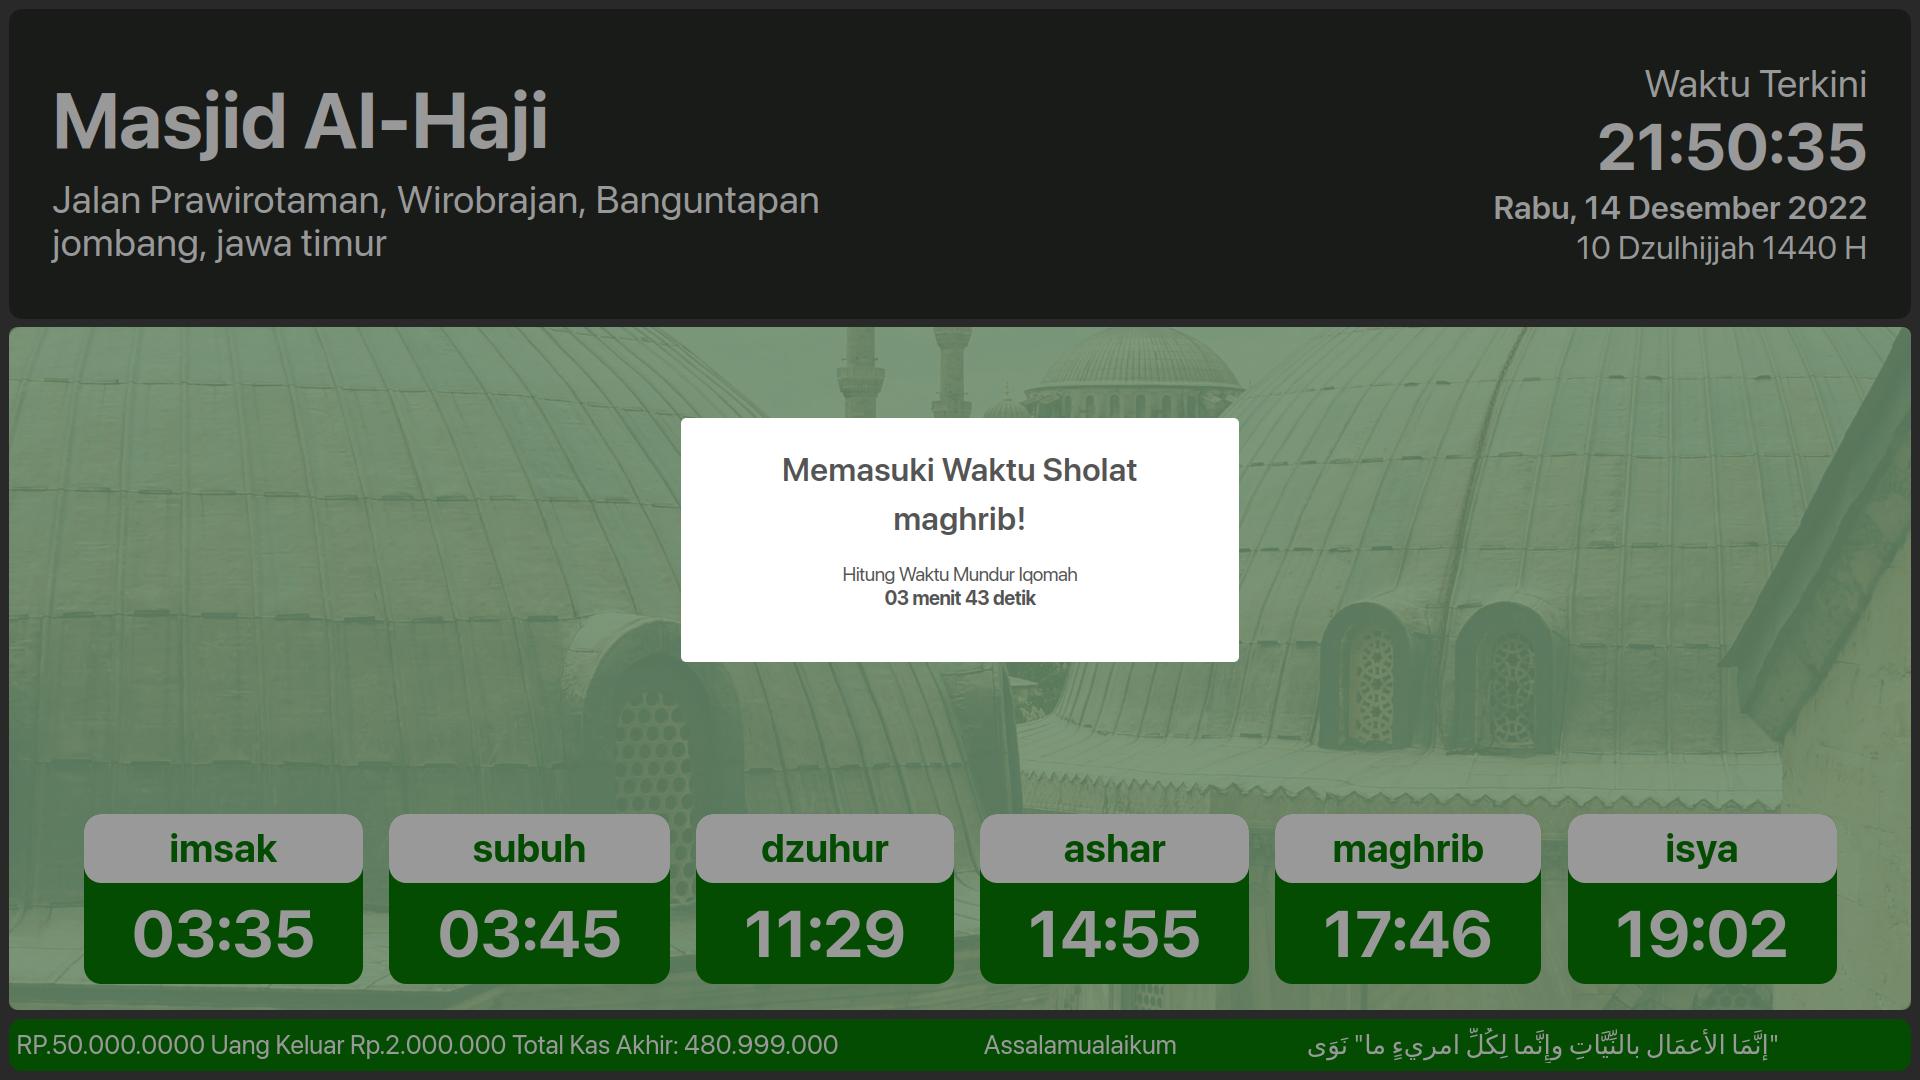 Masjid Al-Haji
Jalan Prawirotaman, Wirobrajan, Banguntapan
jombang, jawa timur
Waktu Terkini
21:50:35
Rabu, 14 Desember 2022
10 Dzulhijjah 1440 H
Memasuki Waktu Sholat
maghrib!
Hitung Waktu Mundur Iqomah
03 menit 43 detik
imsak
03:35
subuh
03:45
dzuhur
11:29
ashar
14:55
maghrib
17:46
isya
19:02
RP.50.000.0000 Uang Keluar Rp.2.000.000 Total Kas Akhir: 480.999.000
Assalamualaikum
"إنَّمَا الأعمَال بالنِّيَّاتِ وإِنَّما لِكُلِّ امريءٍ ما" نَوَى